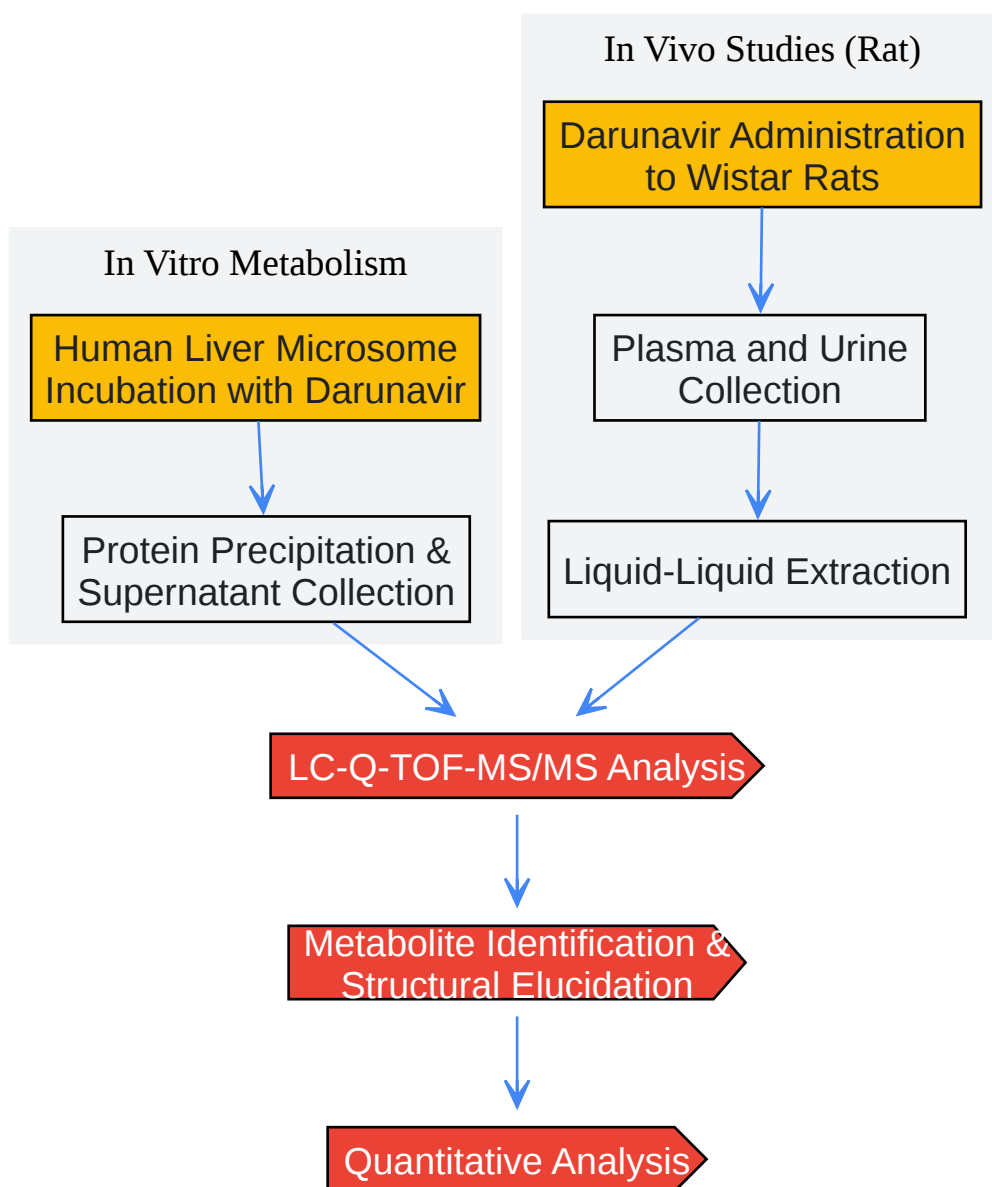 In Vivo Studies (Rat)
Darunavir Administration
to Wistar Rats
In Vitro Metabolism
Human Liver Microsome
Incubation with Darunavir
Plasma and Urine
Collection
Protein Precipitation &
Supernatant Collection
Liquid-Liquid Extraction
LC-Q-TOF-MS/MS Analysis
Metabolite Identification &
Structural Elucidation
Quantitative Analysis